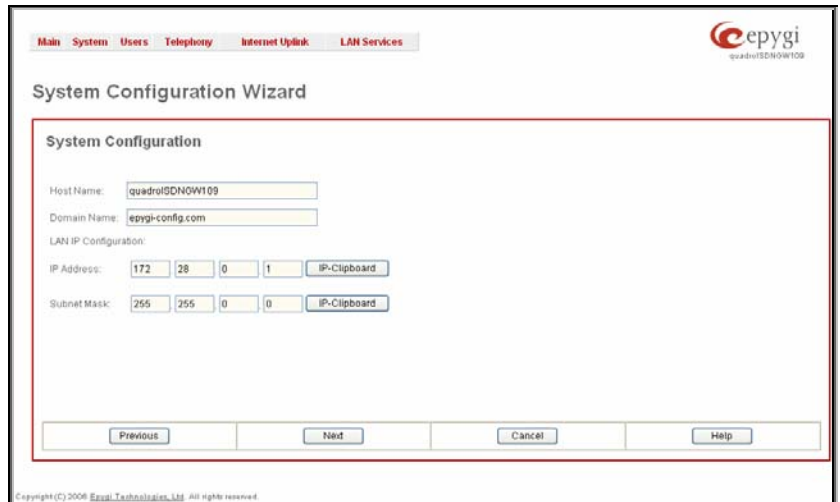 Main System Users Telephony Internet Uplink LAN Services
epygi
quadroISDNGW109
System Configuration Wizard
System Configuration
Host Name: quadroISDNGW109
Domain Name: epygi-config.com
LAN IP Configuration:
IP Address: 172 . 28 . 0 . 1 IP-Clipboard
Subnet Mask: 255 . 255 . 0 . 0 IP-Clipboard
Previous Next Cancel Help
Copyright (C) 2006 Epygi Technologies, Ltd. All rights reserved.